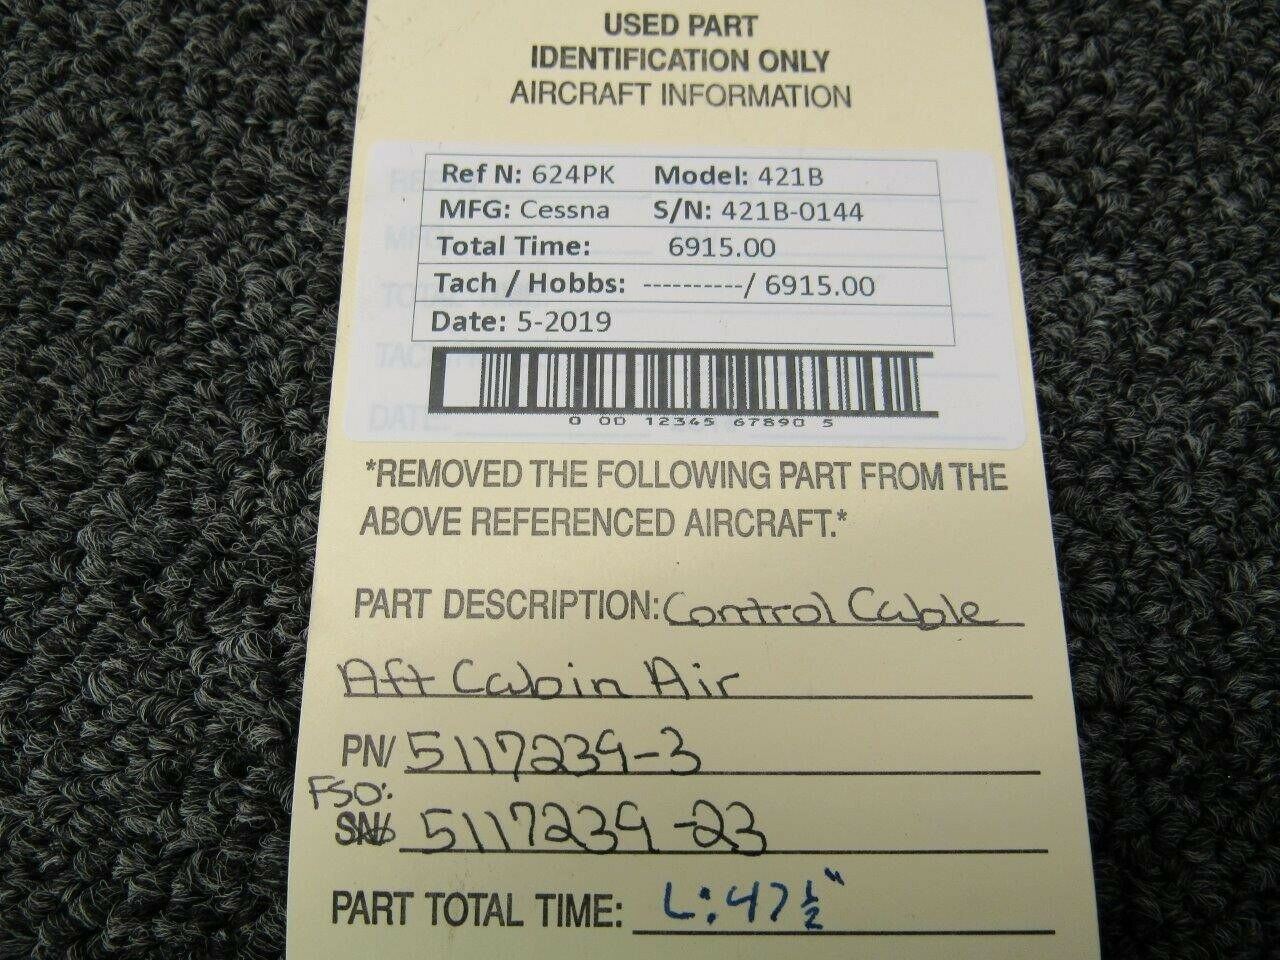 USED PART
IDENTIFICATION ONLY
AIRCRAFT INFORMATION
Ref N: 624PK Model: 421B
MFG: Cessna S/N: 421B-0144
Total Time: 6915.00
Tach / Hobbs: ----------/ 6915.00
Date: 5-2019
0 00 12345 67890 5
*REMOVED THE FOLLOWING PART FROM THE
ABOVE REFERENCED AIRCRAFT.*
PART DESCRIPTION: Control Cable
Aft Cabin Air
PN/ 5117239-3
FSO:
SN/ 5117239-23
PART TOTAL TIME: L: 47 1/2"